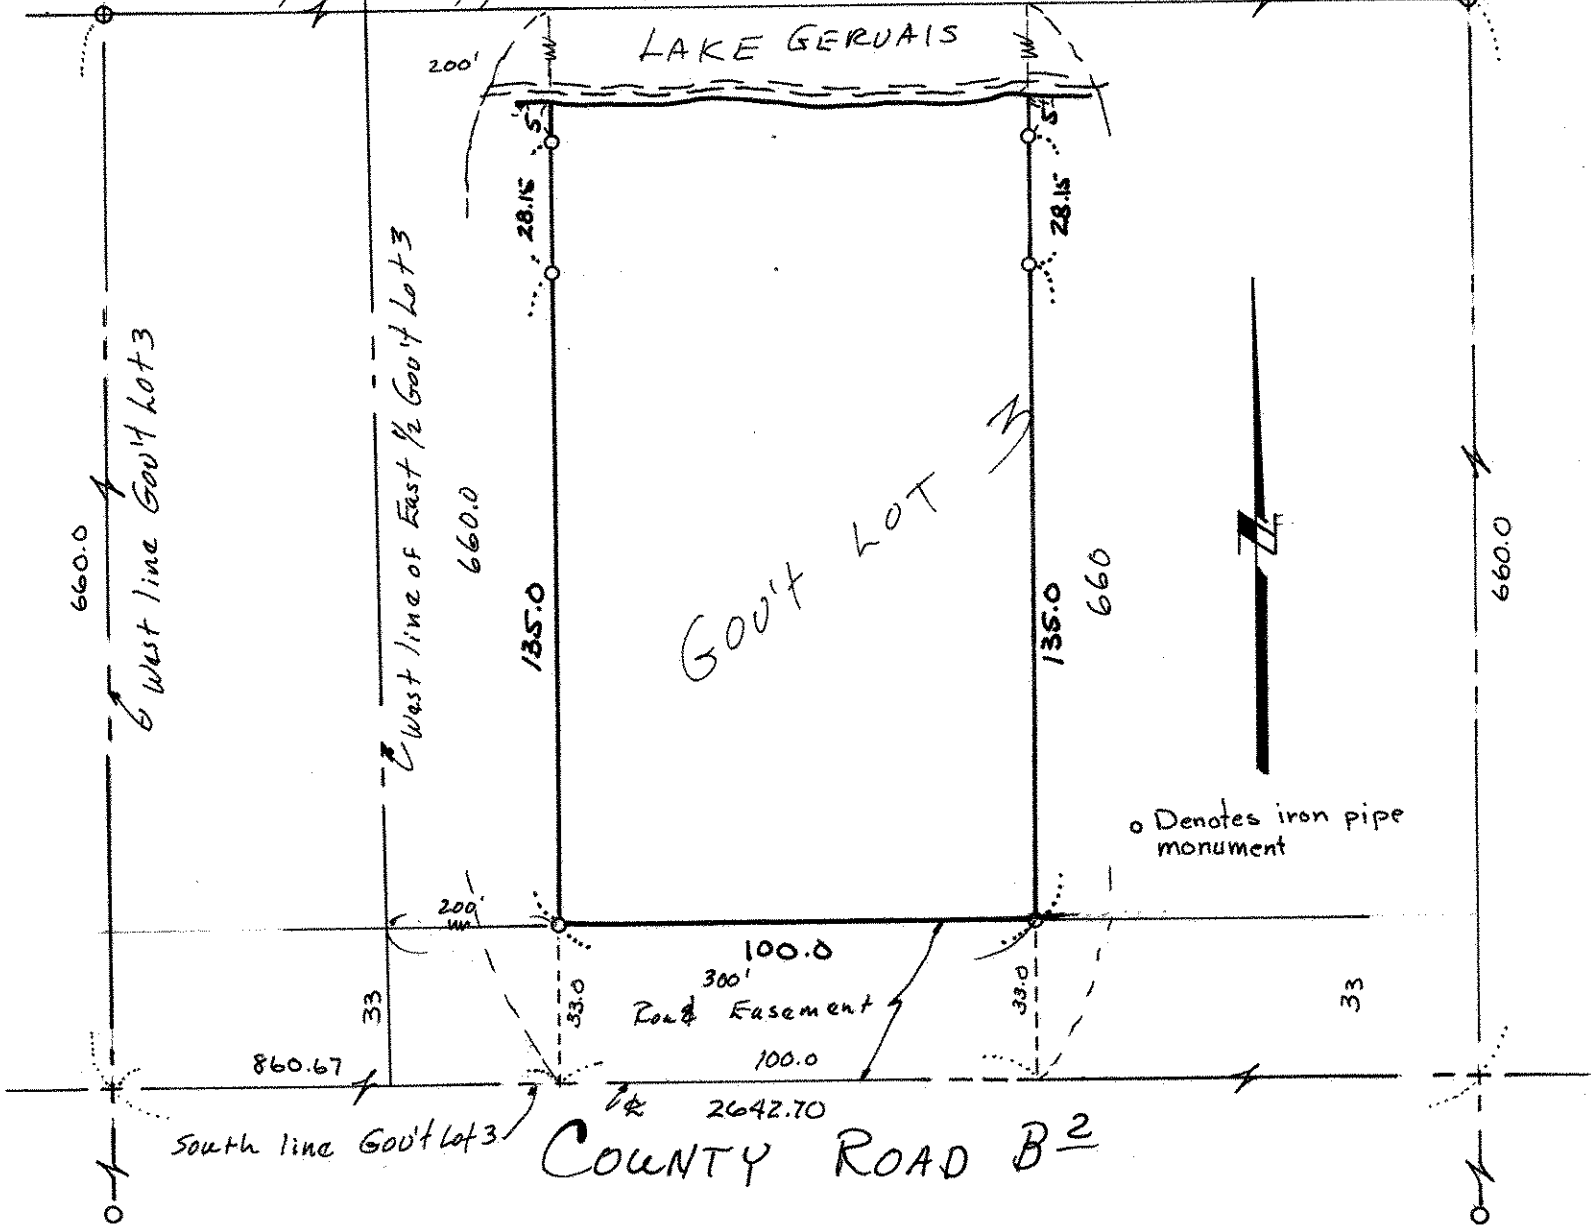 LAKE GERVAIS
200'
5
5
28.15
28.15
West line Gov't Lot 3
660.0
West line of East 1/2 Gov't Lot 3
660.0
135.0
GOV'T LOT 3
135.0
660
660.0
o Denotes iron pipe
monument
200'
100.0
300'
Road Easement
33
33.0
33.0
33
860.67
100.0
2642.70
South line Gov't Lot 3
COUNTY ROAD B2